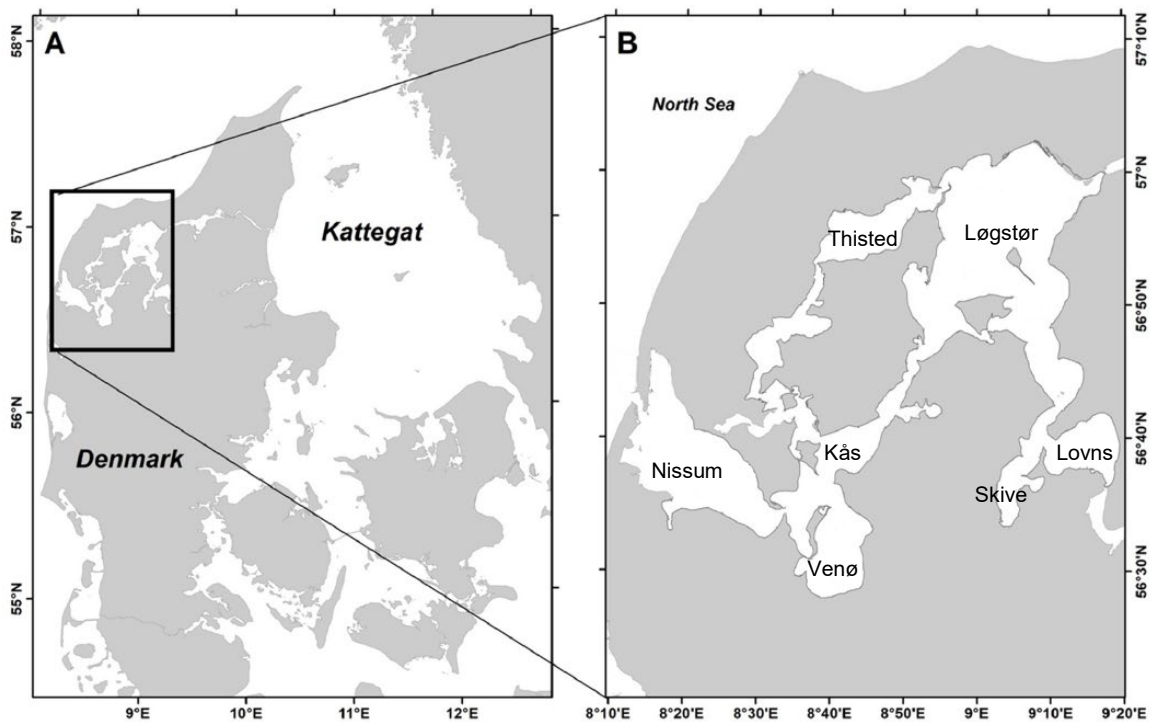 A
58°N
57°N
56°N
55°N
Kattegat
Denmark
9°E
10°E
11°E
12°E
B
North Sea
Thisted
Løgstør
Kås
Nissum
Lovns
Skive
Venø
57°10'N
57°N
56°50'N
56°40'N
56°30'N
8°10'E
8°20'E
8°30'E
8°40'E
8°50'E
9°E
9°10'E
9°20'E